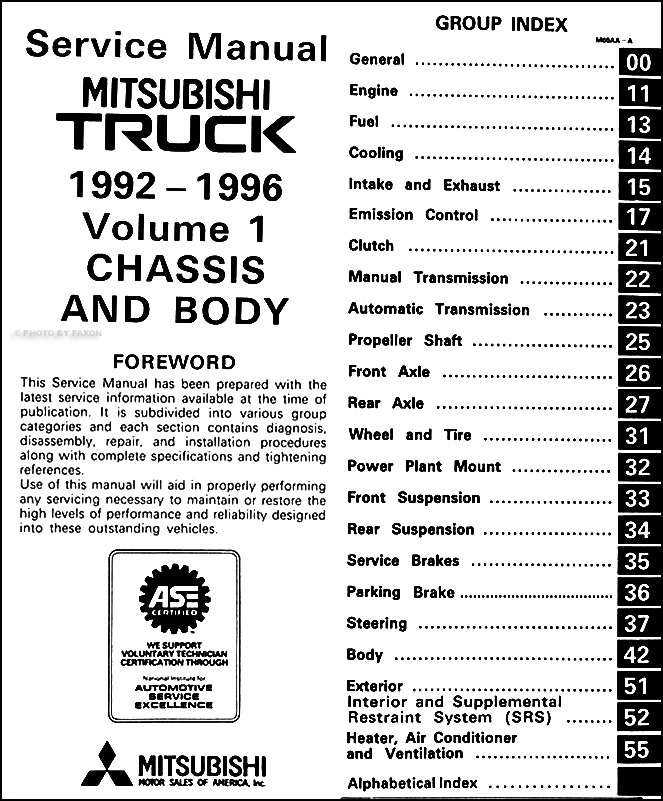 Service Manual
MITSUBISHI
TRUCK
1992 – 1996
Volume 1
CHASSIS
AND BODY
© PHOTO BY FAXON
FOREWORD
This Service Manual has been prepared with the
latest service information available at the time of
publication. It is subdivided into various group
categories and each section contains diagnosis,
disassembly, repair, and installation procedures
along with complete specifications and tightening
references.
Use of this manual will aid in properly performing
any servicing necessary to maintain or restore the
high levels of performance and reliability designed
into these outstanding vehicles.
ASE
CERTIFIED
WE SUPPORT
VOLUNTARY TECHNICIAN
CERTIFICATION THROUGH
National Institute for
AUTOMOTIVE
SERVICE
EXCELLENCE
MITSUBISHI
MOTOR SALES OF AMERICA, Inc.
GROUP INDEX
M00AA – A
General ........ 00
Engine ........ 11
Fuel ........ 13
Cooling ........ 14
Intake and Exhaust ........ 15
Emission Control ........ 17
Clutch ........ 21
Manual Transmission ........ 22
Automatic Transmission ........ 23
Propeller Shaft ........ 25
Front Axle ........ 26
Rear Axle ........ 27
Wheel and Tire ........ 31
Power Plant Mount ........ 32
Front Suspension ........ 33
Rear Suspension ........ 34
Service Brakes ........ 35
Parking Brake ........ 36
Steering ........ 37
Body ........ 42
Exterior ........ 51
Interior and Supplemental
Restraint System (SRS) ........ 52
Heater, Air Conditioner
and Ventilation ........ 55
Alphabetical Index ........